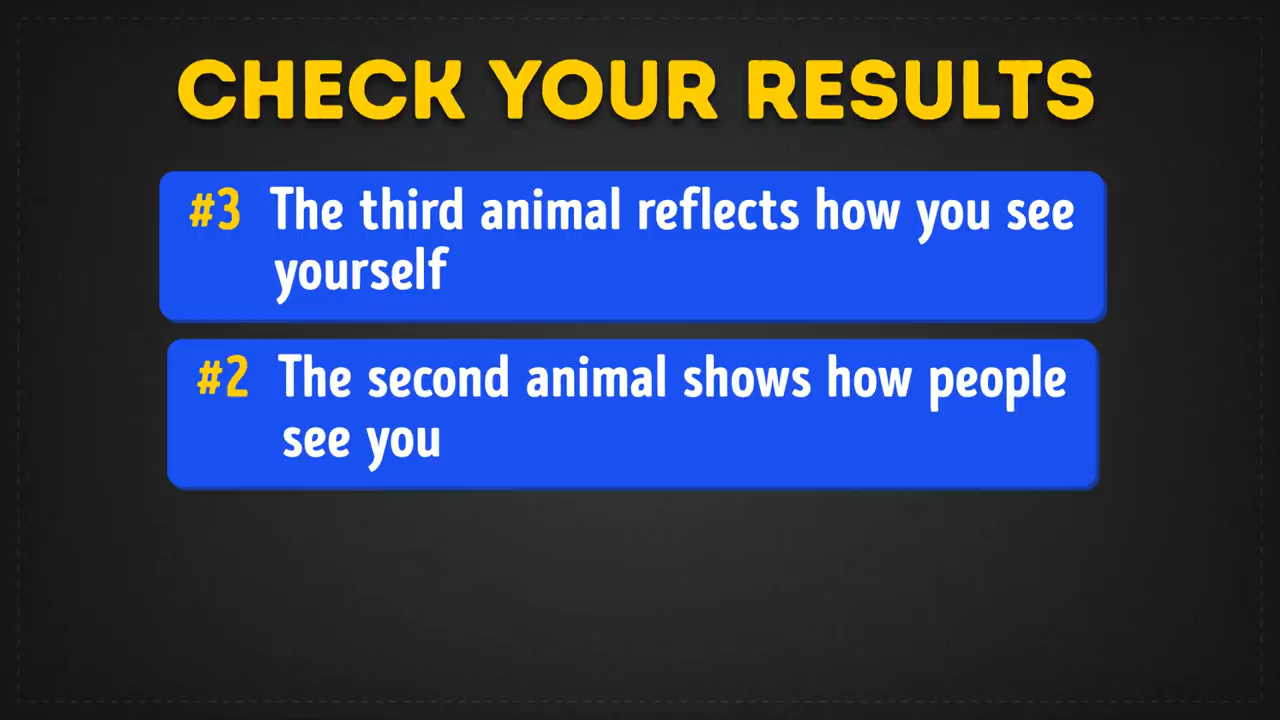 CHECK YOUR RESULTS
#3 The third animal reflects how you see
yourself
#2 The second animal shows how people
see you